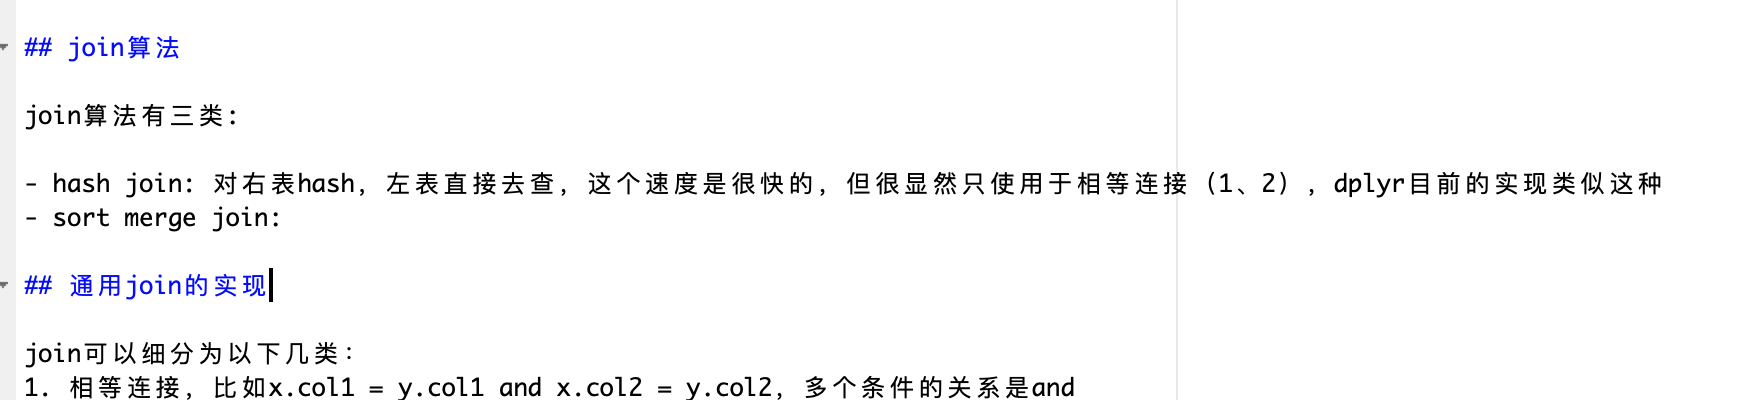 ## join算法
join算法有三类:
- hash join: 对右表hash, 左表直接去查, 这个速度是很快的, 但很显然只使用于相等连接（1、2）, dplyr目前的实现类似这种
- sort merge join:
## 通用join的实现
join可以细分为以下几类:
1. 相等连接, 比如x.col1 = y.col1 and x.col2 = y.col2, 多个条件的关系是and